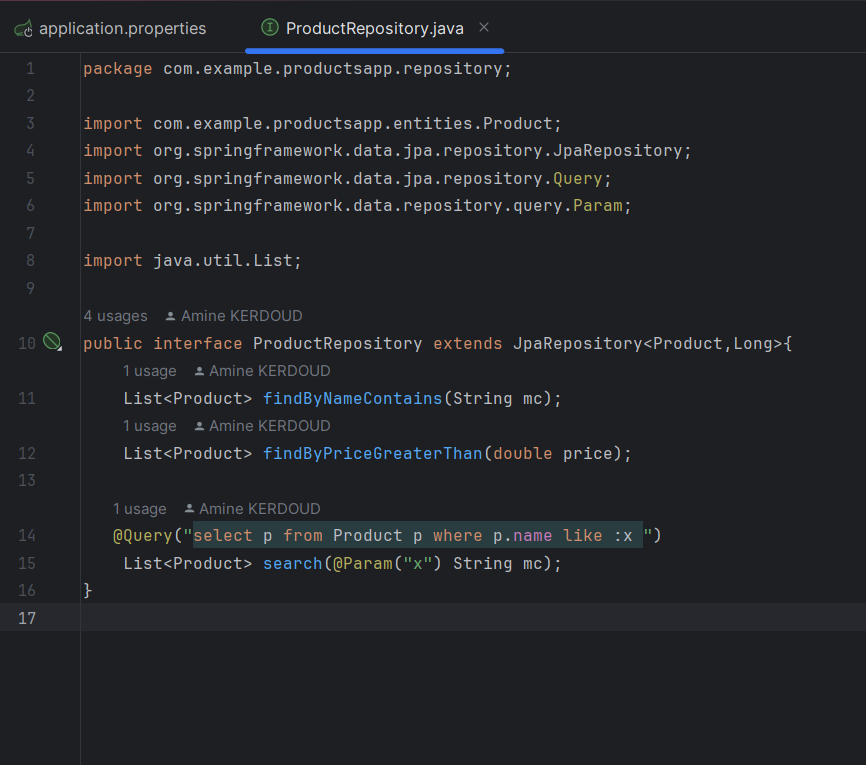 application.properties ProductRepository.java ×
1 package com.example.productsapp.repository;
2
3 import com.example.productsapp.entities.Product;
4 import org.springframework.data.jpa.repository.JpaRepository;
5 import org.springframework.data.jpa.repository.Query;
6 import org.springframework.data.repository.query.Param;
7
8 import java.util.List;
9
4 usages Amine KERDOUD
10 public interface ProductRepository extends JpaRepository<Product,Long>{
1 usage Amine KERDOUD
11 List<Product> findByNameContains(String mc);
1 usage Amine KERDOUD
12 List<Product> findByPriceGreaterThan(double price);
13
1 usage Amine KERDOUD
14 @Query("select p from Product p where p.name like :x ")
15 List<Product> search(@Param("x") String mc);
16 }
17